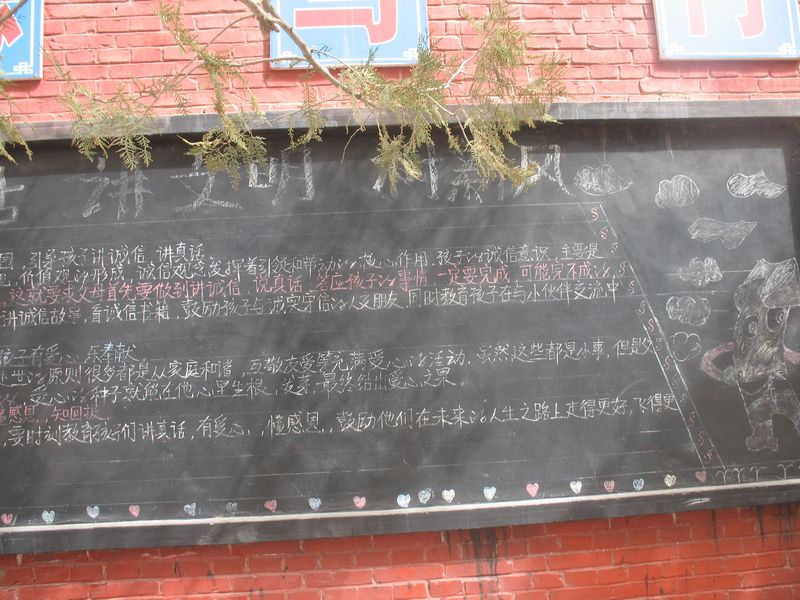 讲文明 树新风
引导孩子讲诚信、讲真话
价值观的形成,诚信观念发挥着引领和带动的核心作用,孩子的诚信意识,主要是
这就要求父母首先要做到讲诚信,说真话,答应孩子的事情,一定要完成,可能完不成的,
讲诚信故事,看诚信书籍,鼓励孩子与诚实守信的人交朋友,同时教育孩子在与小伙伴交流中
孩子有爱心、乐奉献
处世的原则很多都是从家庭和谐,互敬友爱等充满爱心的活动,虽然这些都是小事,但是父
爱心的种子就能在他心里生根,发芽,最终结出爱心之果。
感恩、知回报
,要时刻教育孩子们讲真话,有爱心,懂感恩,鼓励他们在未来的人生之路上走得更好,飞得更